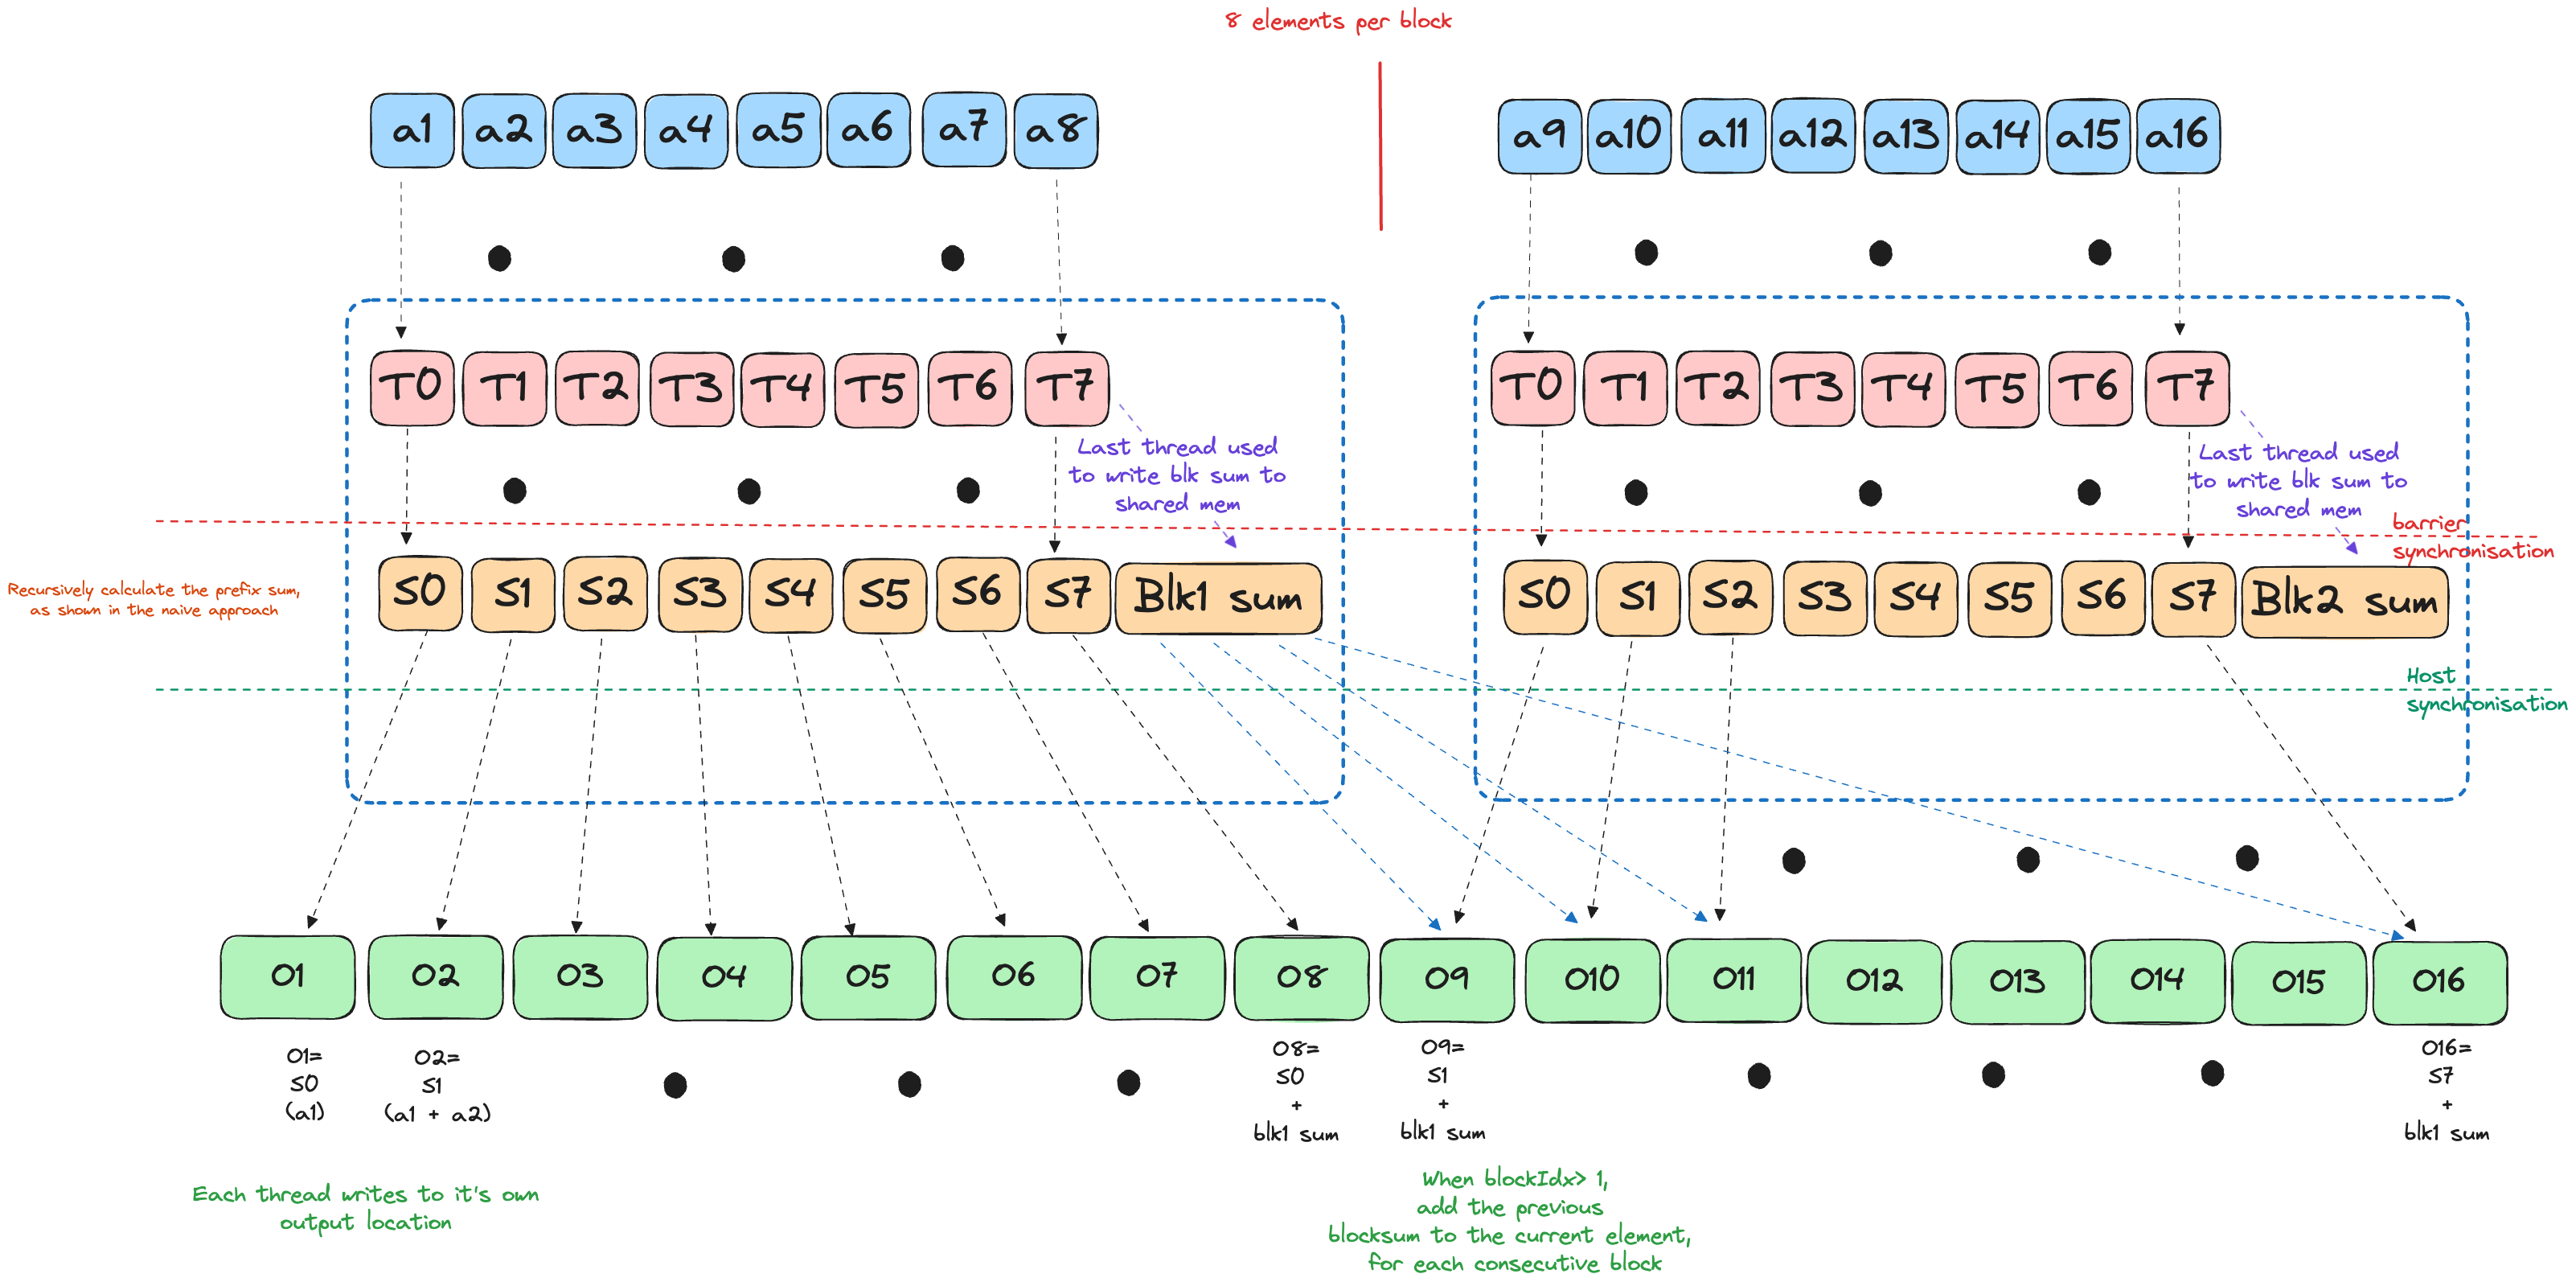 8 elements per block
a1 a2 a3 a4 a5 a6 a7 a8
a9 a10 a11 a12 a13 a14 a15 a16
T0 T1 T2 T3 T4 T5 T6 T7
T0 T1 T2 T3 T4 T5 T6 T7
Last thread used
to write blk sum to
shared mem
Last thread used
to write blk sum to
shared mem
barrier
synchronisation
Recursively calculate the prefix sum,
as shown in the naive approach
S0 S1 S2 S3 S4 S5 S6 S7 Blk1 sum
S0 S1 S2 S3 S4 S5 S6 S7 Blk2 sum
Host
synchronisation
O1 O2 O3 O4 O5 O6 O7 O8 O9 O10 O11 O12 O13 O14 O15 O16
O1=
S0
(a1)
O2=
S1
(a1 + a2)
O8=
S0
+
blk1 sum
O9=
S1
+
blk1 sum
O16=
S7
+
blk1 sum
Each thread writes to it's own
output location
When blockIdx> 1,
add the previous
blocksum to the current element,
for each consecutive block